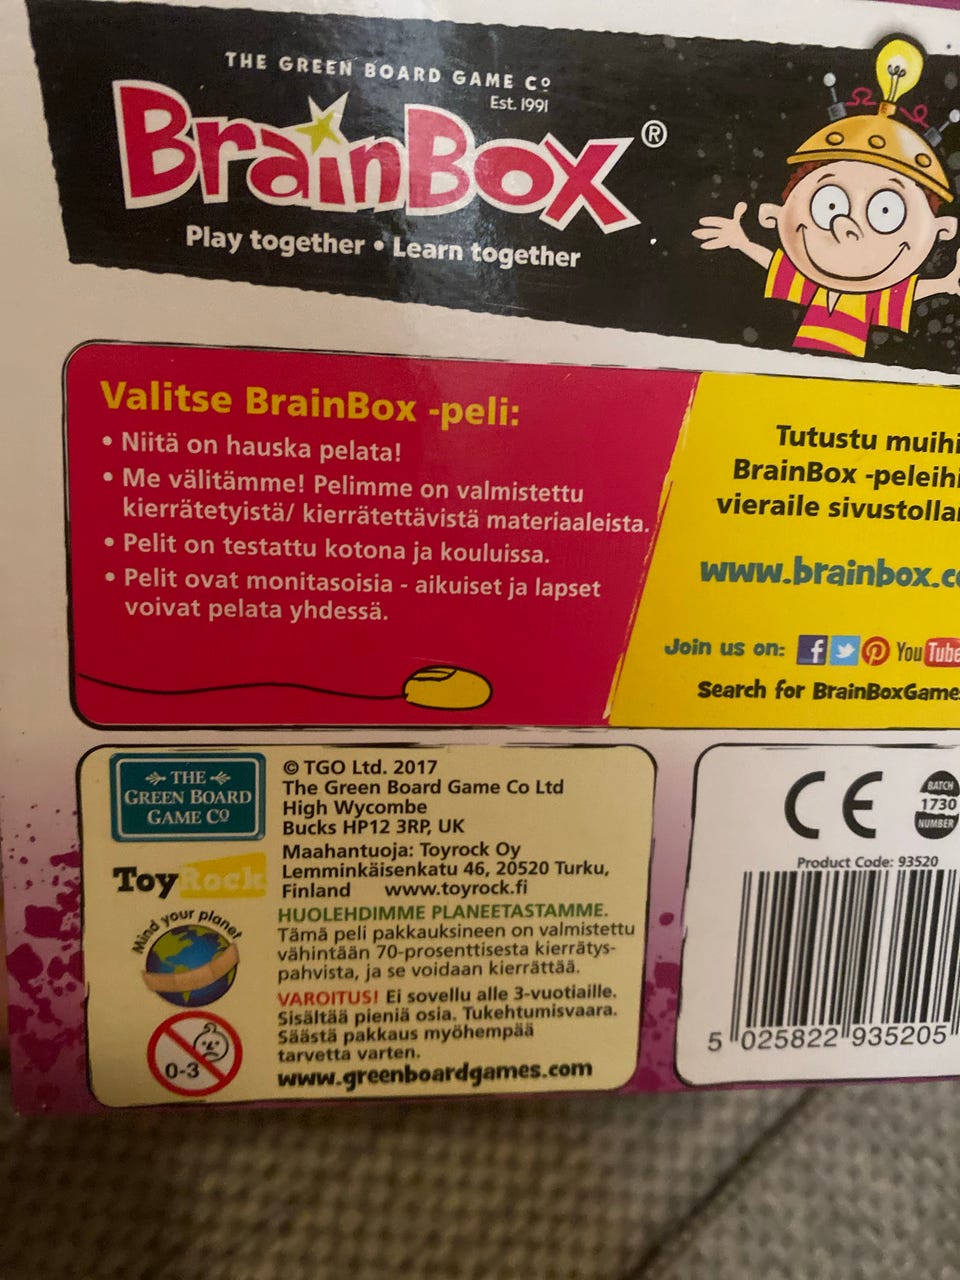 THE GREEN BOARD GAME Cº
Est. 1991
BrainBox®
Play together • Learn together
Valitse BrainBox -peli:
• Niitä on hauska pelata!
• Me välitämme! Pelimme on valmistettu
kierrätetyistä/ kierrätettävistä materiaaleista.
• Pelit on testattu kotona ja kouluissa.
• Pelit ovat monitasoisia - aikuiset ja lapset
voivat pelata yhdessä.
Tutustu muihi
BrainBox -peleihi
vieraile sivustolla
www.brainbox.co
Join us on: f You Tube
Search for BrainBoxGame
THE
GREEN BOARD
GAME Cº
ToyRock
Mind your planet
0-3
© TGO Ltd. 2017
The Green Board Game Co Ltd
High Wycombe
Bucks HP12 3RP, UK
Maahantuoja: Toyrock Oy
Lemminkäisenkatu 46, 20520 Turku,
Finland www.toyrock.fi
HUOLEHDIMME PLANEETASTAMME.
Tämä peli pakkauksineen on valmistettu
vähintään 70-prosenttisesta kierrätys-
pahvista, ja se voidaan kierrättää.
VAROITUS! Ei sovellu alle 3-vuotiaille.
Sisältää pieniä osia. Tukehtumisvaara.
Säästä pakkaus myöhempää
tarvetta varten.
www.greenboardgames.com
CE
BATCH
1730
NUMBER
Product Code: 93520
5 025822 935205